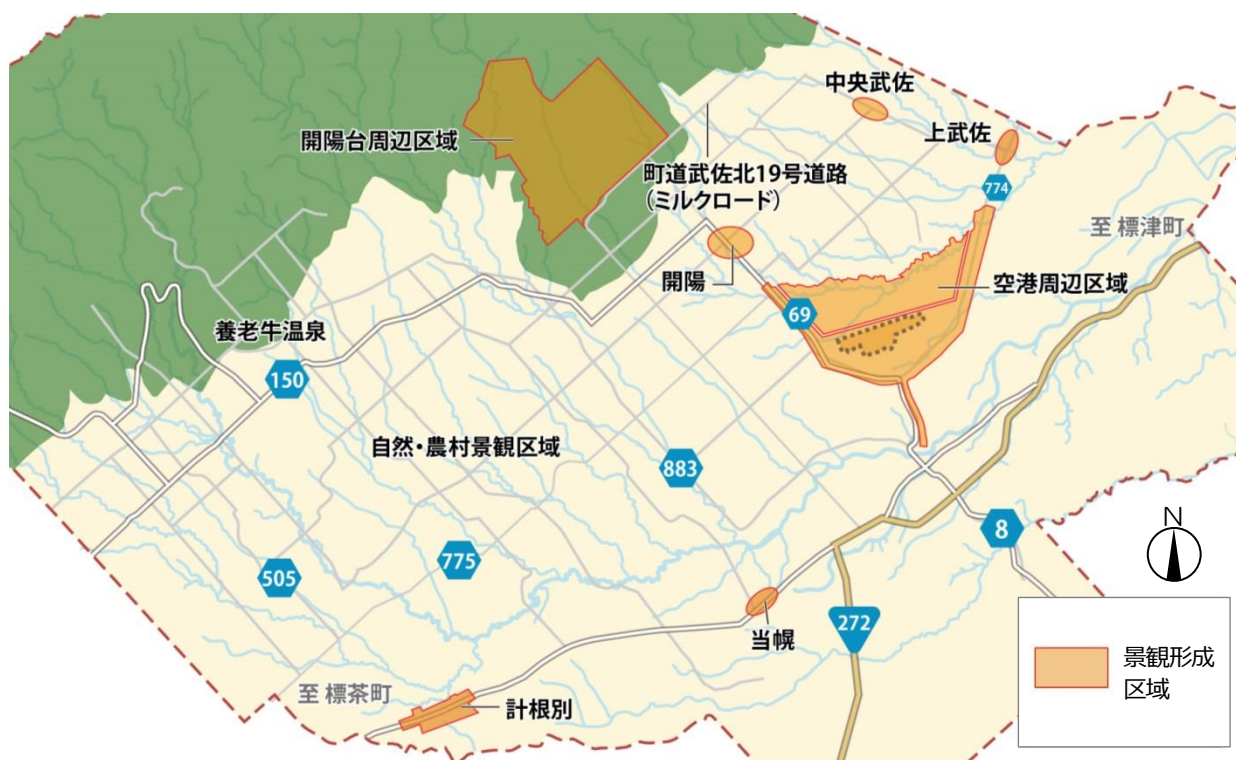 中央武佐
開陽台周辺区域
上武佐
町道武佐北19号道路
(ミルクロード)
774
至 標津町
開陽
空港周辺区域
69
養老牛温泉
150
自然・農村景観区域
883
N
8
775
505
272
当幌
至 標茶町
計根別
景観形成
区域